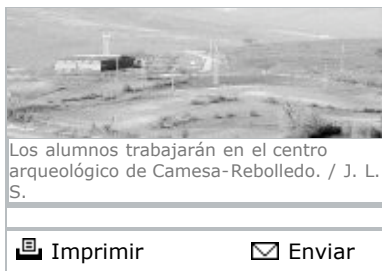 Los alumnos trabajarán en el centro
arqueológico de Camesa-Rebolledo. / J. L.
S.
Imprimir
Enviar